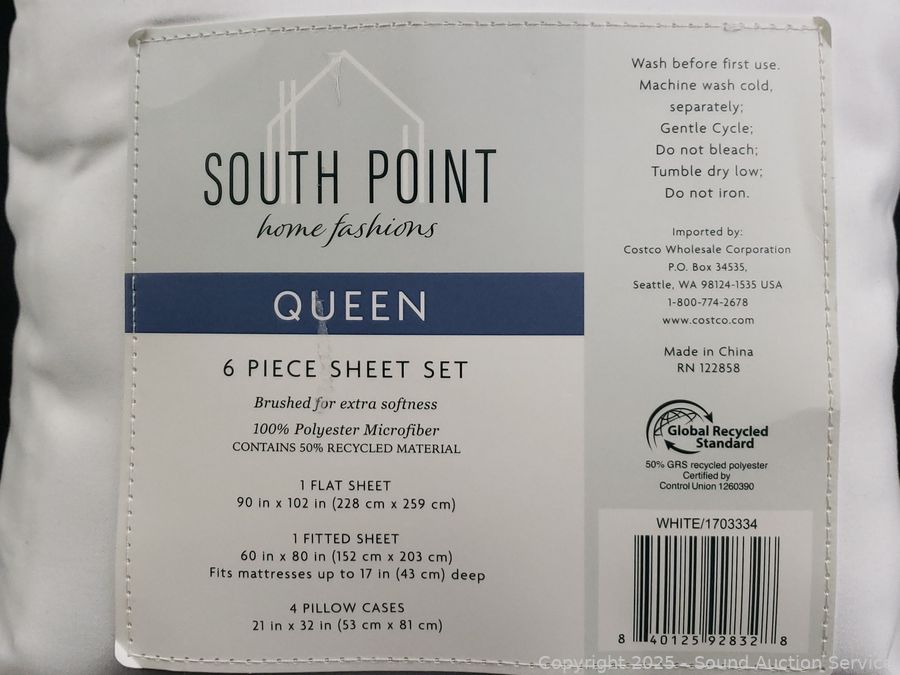 SOUTH POINT
home fashions
QUEEN
6 PIECE SHEET SET
Brushed for extra softness
100% Polyester Microfiber
CONTAINS 50% RECYCLED MATERIAL
1 FLAT SHEET
90 in x 102 in (228 cm x 259 cm)
1 FITTED SHEET
60 in x 80 in (152 cm x 203 cm)
Fits mattresses up to 17 in (43 cm) deep
4 PILLOW CASES
21 in x 32 in (53 cm x 81 cm)
Wash before first use.
Machine wash cold,
separately;
Gentle Cycle;
Do not bleach;
Tumble dry low;
Do not iron.
Imported by:
Costco Wholesale Corporation
P.O. Box 34535,
Seattle, WA 98124-1535 USA
1-800-774-2678
www.costco.com
Made in China
RN 122858
Global Recycled
Standard
50% GRS recycled polyester
Certified by
Control Union 1260390
WHITE/1703334
8 40125 92832 8
Copyright 2025 - Sound Auction Service